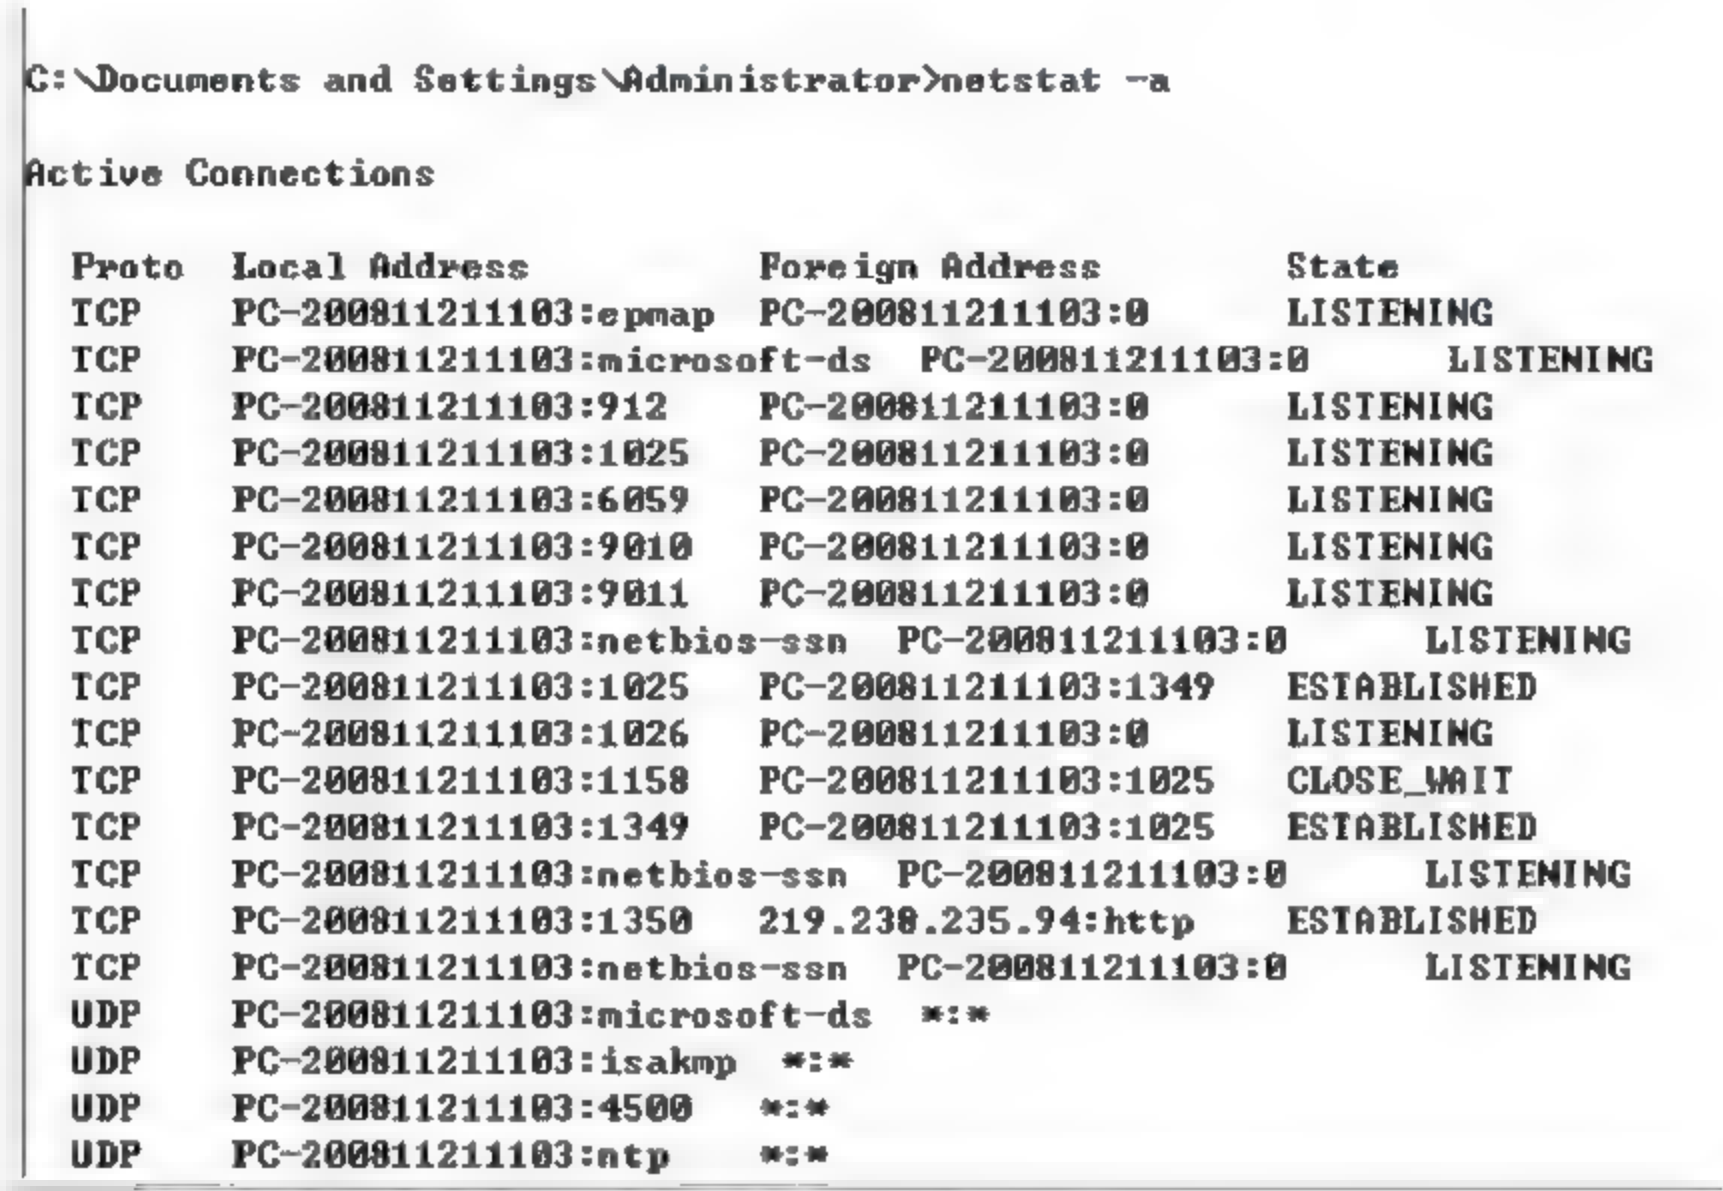 C:\Documents and Settings\Administrator>netstat -a
Active Connections
Proto  Local Address          Foreign Address        State
TCP    PC-200811211103:epmap  PC-200811211103:0      LISTENING
TCP    PC-200811211103:microsoft-ds  PC-200811211103:0      LISTENING
TCP    PC-200811211103:912    PC-200811211103:0      LISTENING
TCP    PC-200811211103:1025   PC-200811211103:0      LISTENING
TCP    PC-200811211103:6059   PC-200811211103:0      LISTENING
TCP    PC-200811211103:9010   PC-200811211103:0      LISTENING
TCP    PC-200811211103:9011   PC-200811211103:0      LISTENING
TCP    PC-200811211103:netbios-ssn  PC-200811211103:0      LISTENING
TCP    PC-200811211103:1025   PC-200811211103:1349   ESTABLISHED
TCP    PC-200811211103:1026   PC-200811211103:0      LISTENING
TCP    PC-200811211103:1158   PC-200811211103:1025   CLOSE_WAIT
TCP    PC-200811211103:1349   PC-200811211103:1025   ESTABLISHED
TCP    PC-200811211103:netbios-ssn  PC-200811211103:0      LISTENING
TCP    PC-200811211103:1350   219.238.235.94:http    ESTABLISHED
TCP    PC-200811211103:netbios-ssn  PC-200811211103:0      LISTENING
UDP    PC-200811211103:microsoft-ds  *:*
UDP    PC-200811211103:isakmp  *:*
UDP    PC-200811211103:4500   *:*
UDP    PC-200811211103:ntp    *:*